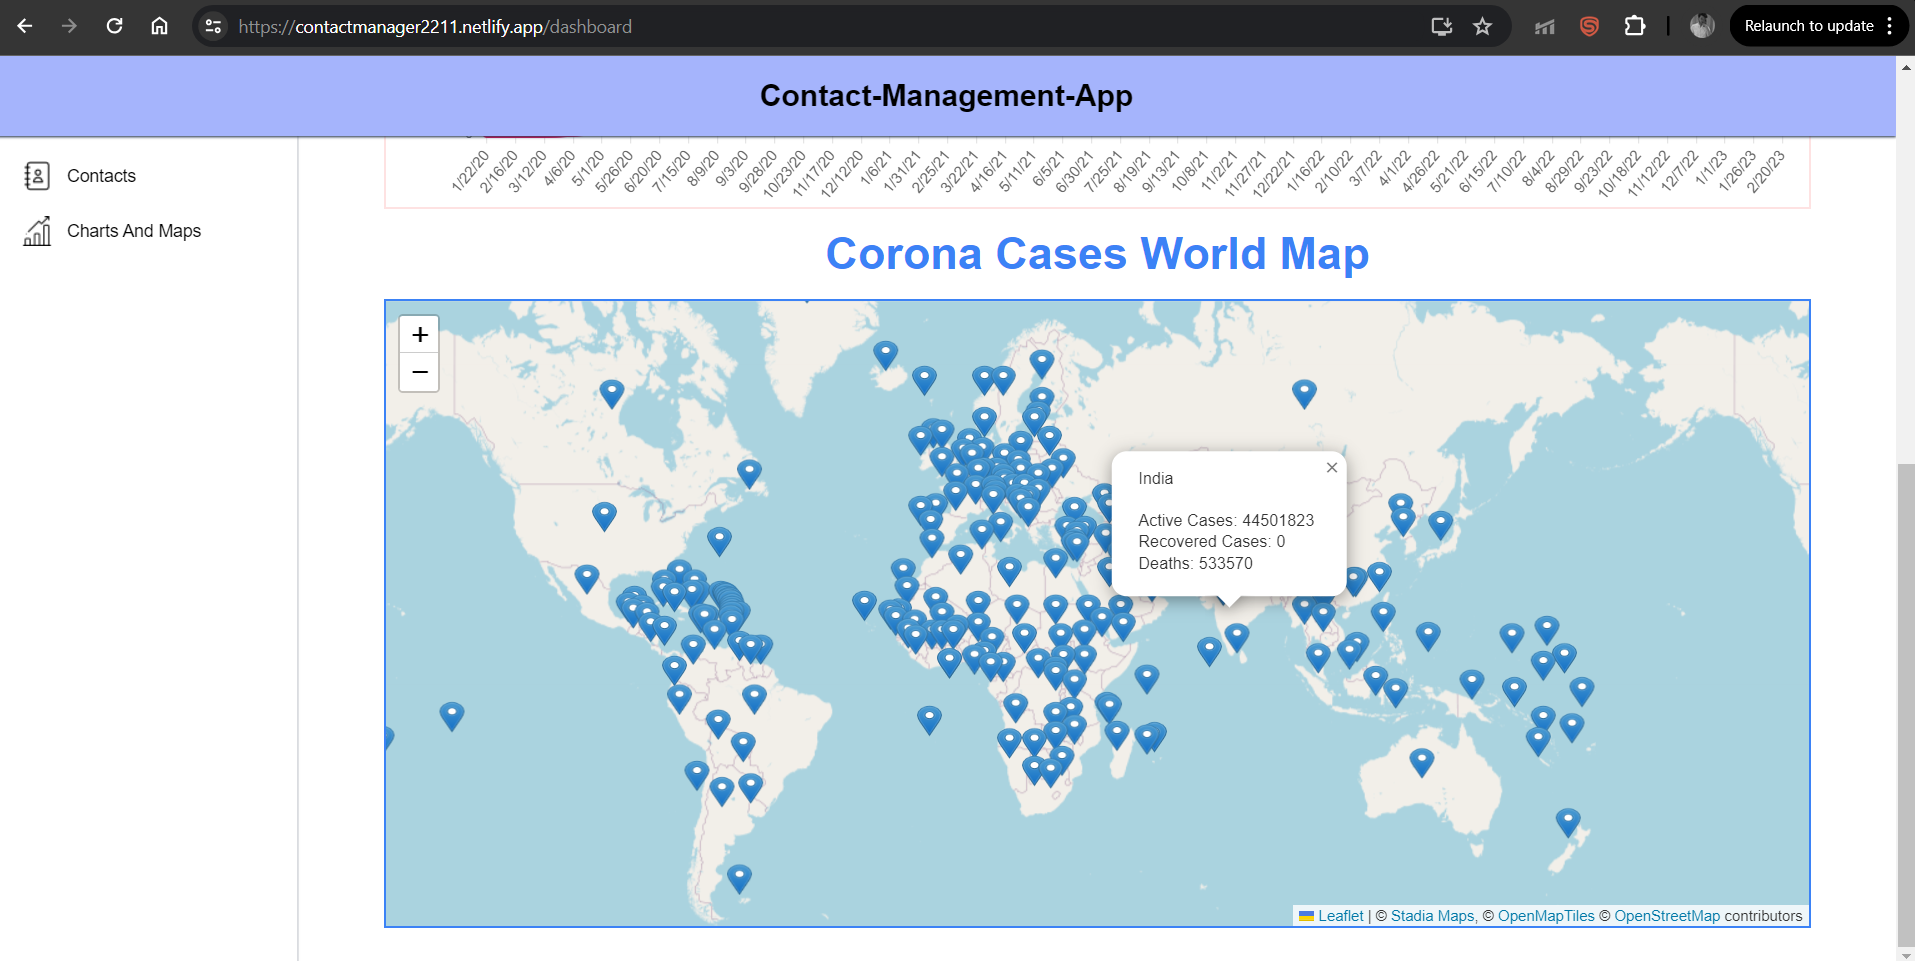 https://contactmanager2211.netlify.app/dashboard
Relaunch to update
Contact-Management-App
Contacts
Charts And Maps
1/22/20 2/16/20 3/12/20 4/6/20 5/1/20 5/26/20 6/20/20 7/15/20 8/9/20 9/3/20 9/28/20 10/23/20 11/17/20 12/12/20 1/6/21 1/31/21 2/25/21 3/22/21 4/16/21 5/11/21 6/5/21 6/30/21 7/25/21 8/19/21 9/13/21 10/8/21 11/2/21 11/27/21 12/22/21 1/16/22 2/10/22 3/7/22 4/1/22 4/26/22 5/21/22 6/15/22 7/10/22 8/4/22 8/29/22 9/23/22 10/18/22 11/12/22 12/7/22 1/1/23 1/26/23 2/20/23
Corona Cases World Map
+
−
India
Active Cases: 44501823
Recovered Cases: 0
Deaths: 533570
Leaflet | © Stadia Maps, © OpenMapTiles © OpenStreetMap contributors